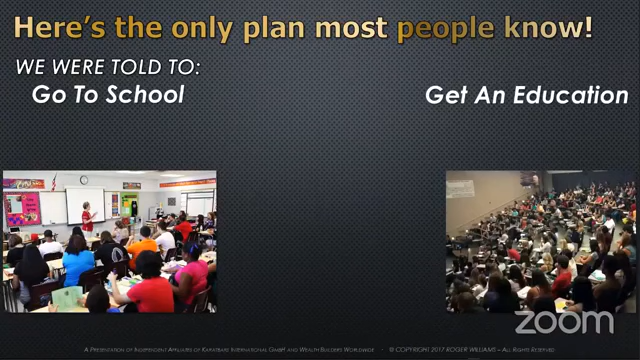 Here's the only plan most people know!
WE WERE TOLD TO:
Go To School
Get An Education
zoom
A PRESENTATION OF INDEPENDENT AFFILIATES OF KARATBARS INTERNATIONAL GMBH AND WEALTH BUILDERS WORLDWIDE - © COPYRIGHT 2017 ROGER WILLIAMS – ALL RIGHTS RESERVED